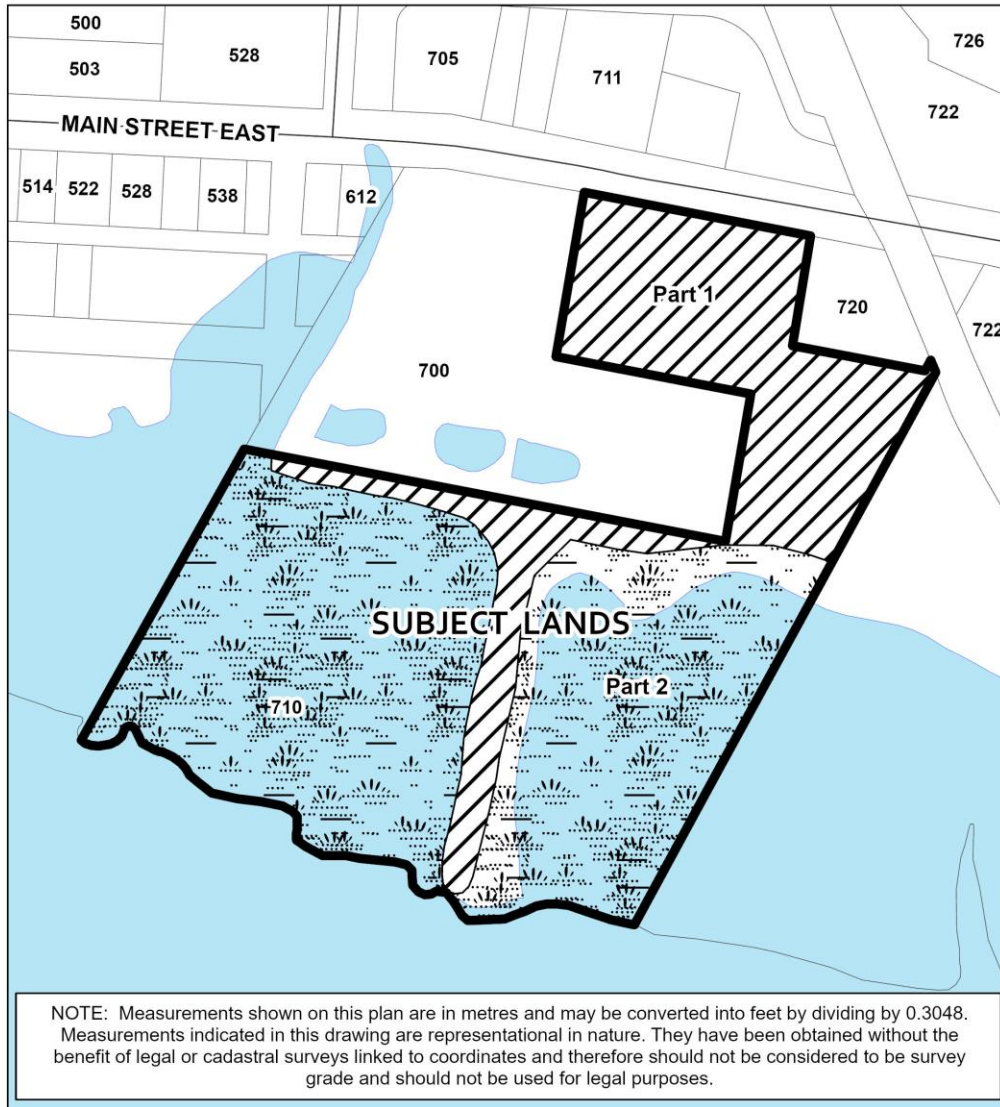 500
528
503
705
711
726
722
MAIN STREET EAST
514
522
528
538
612
Part 1
720
722
700
SUBJECT LANDS
Part 2
710
NOTE: Measurements shown on this plan are in metres and may be converted into feet by dividing by 0.3048.
Measurements indicated in this drawing are representational in nature. They have been obtained without the
benefit of legal or cadastral surveys linked to coordinates and therefore should not be considered to be survey
grade and should not be used for legal purposes.